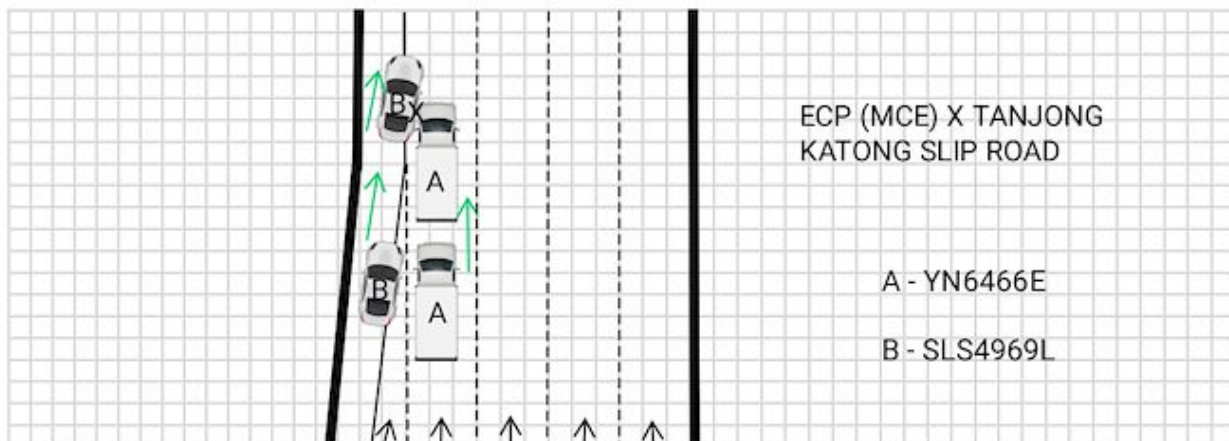 B
X
ECP (MCE) X TANJONG
KATONG SLIP ROAD
A
B
A
A - YN6466E
B - SLS4969L